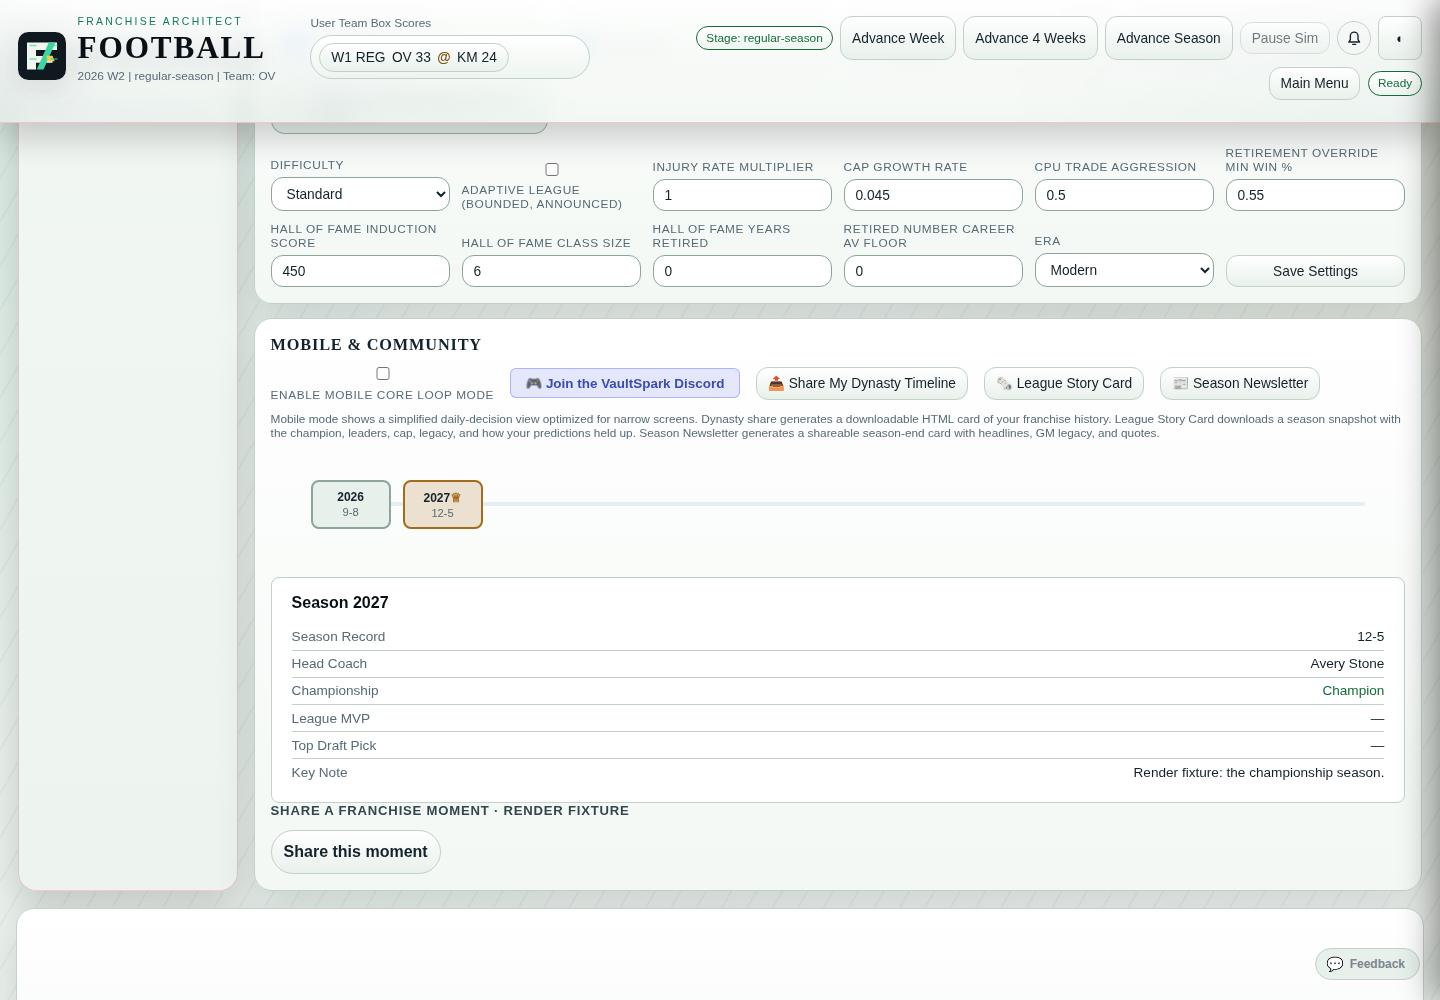 FRANCHISE ARCHITECT
FOOTBALL
2026 W2 | regular-season | Team: OV
User Team Box Scores
W1 REG OV 33 @ KM 24
Stage: regular-season
Advance Week
Advance 4 Weeks
Advance Season
Pause Sim
Main Menu
Ready
DIFFICULTY
Standard
ADAPTIVE LEAGUE
(BOUNDED, ANNOUNCED)
INJURY RATE MULTIPLIER
1
CAP GROWTH RATE
0.045
CPU TRADE AGGRESSION
0.5
RETIREMENT OVERRIDE
MIN WIN %
0.55
HALL OF FAME INDUCTION
SCORE
450
HALL OF FAME CLASS SIZE
6
HALL OF FAME YEARS
RETIRED
0
RETIRED NUMBER CAREER
AV FLOOR
0
ERA
Modern
Save Settings
MOBILE & COMMUNITY
ENABLE MOBILE CORE LOOP MODE
🎮 Join the VaultSpark Discord
📤 Share My Dynasty Timeline
🗞️ League Story Card
📰 Season Newsletter
Mobile mode shows a simplified daily-decision view optimized for narrow screens. Dynasty share generates a downloadable HTML card of your franchise history. League Story Card downloads a season snapshot with
the champion, leaders, cap, legacy, and how your predictions held up. Season Newsletter generates a shareable season-end card with headlines, GM legacy, and quotes.
2026
9-8
2027♛
12-5
Season 2027
Season Record 12-5
Head Coach Avery Stone
Championship Champion
League MVP —
Top Draft Pick —
Key Note Render fixture: the championship season.
SHARE A FRANCHISE MOMENT · RENDER FIXTURE
Share this moment
💬 Feedback